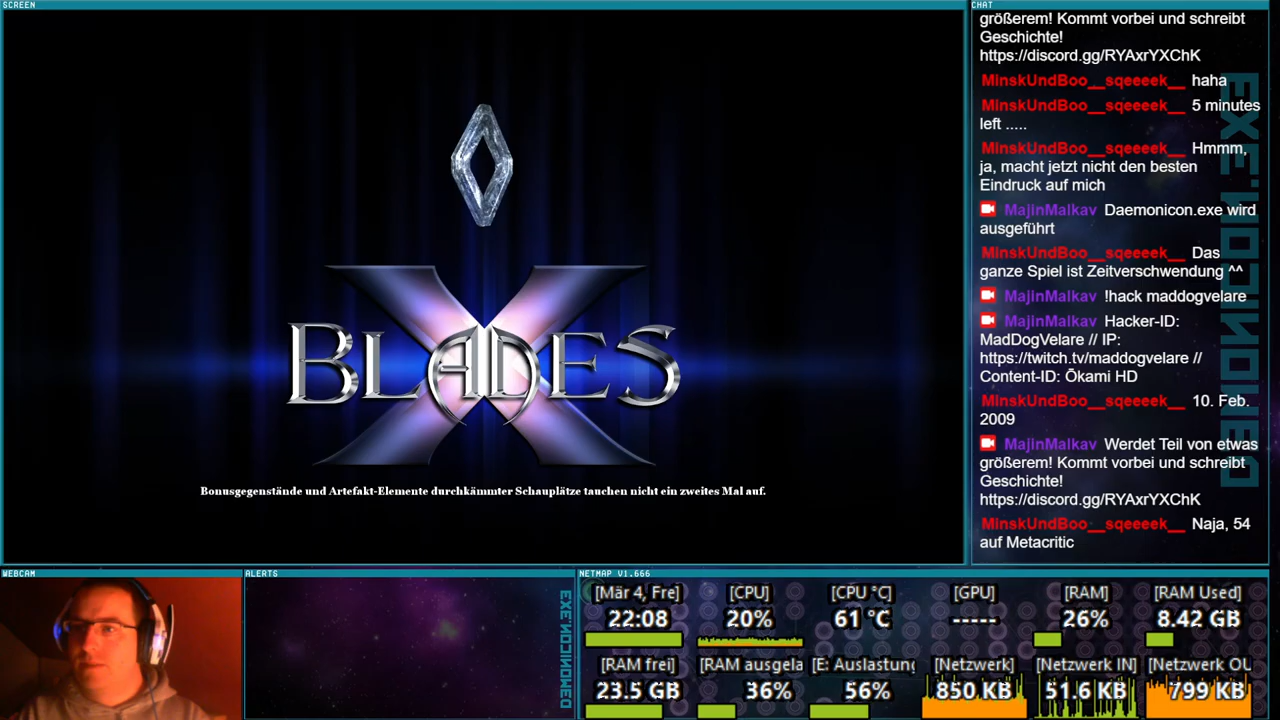 SCREEN
BLADES
X
Bonusgegenstände und Artefakt-Elemente durchkämmter Schauplätze tauchen nicht ein zweites Mal auf.
CHAT
größerem! Kommt vorbei und schreibt
Geschichte!
https://discord.gg/RYAxrYXChK
MinskUndBoo__sqeeeek__ haha
MinskUndBoo__sqeeeek__ 5 minutes
left .....
MinskUndBoo__sqeeeek__ Hmmm,
ja, macht jetzt nicht den besten
Eindruck auf mich
MajinMalkav Daemonicon.exe wird
ausgeführt
MinskUndBoo__sqeeeek__ Das
ganze Spiel ist Zeitverschwendung ^^
MajinMalkav !hack maddogvelare
MajinMalkav Hacker-ID:
MadDogVelare // IP:
https://twitch.tv/maddogvelare //
Content-ID: Ōkami HD
MinskUndBoo__sqeeeek__ 10. Feb.
2009
MajinMalkav Werdet Teil von etwas
größerem! Kommt vorbei und schreibt
Geschichte!
https://discord.gg/RYAxrYXChK
MinskUndBoo__sqeeeek__ Naja, 54
auf Metacritic
DEMONICON.EXE
WEBCAM
ALERTS
DEMONICON.EXE
NETMAP V1.666
[Mär 4, Fre] [CPU] [CPU °C] [GPU] [RAM] [RAM Used]
22:08 20% 61 °C ----- 26% 8.42 GB
[RAM frei] [RAM ausgela [E: Auslastung [Netzwerk] [Netzwerk IN] [Netzwerk OU
23.5 GB 36% 56% 850 KB 51.6 KB 799 KB